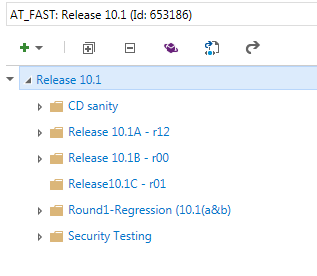 AT_FAST: Release 10.1 (Id: 653186)
Release 10.1
CD sanity
Release 10.1A - r12
Release 10.1B - r00
Release10.1C - r01
Round1-Regression (10.1(a&b)
Security Testing